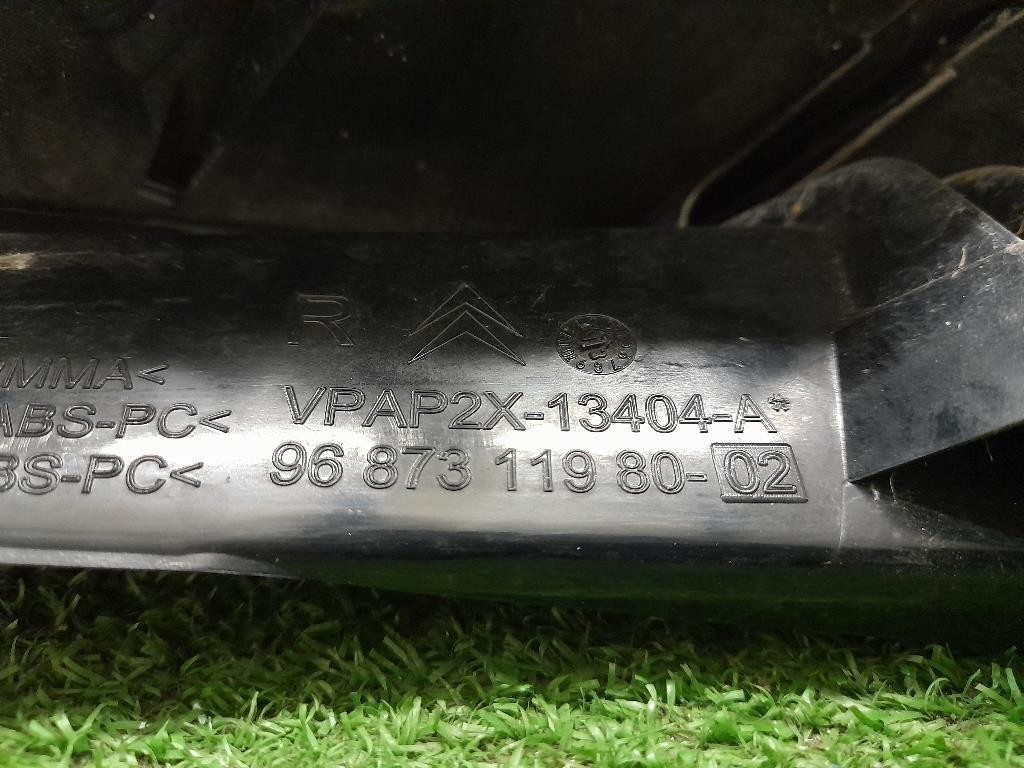 R
MMA<
ABS-PC<
VPAP2X-13404-A*
BS-PC<
96 873 119 80-02